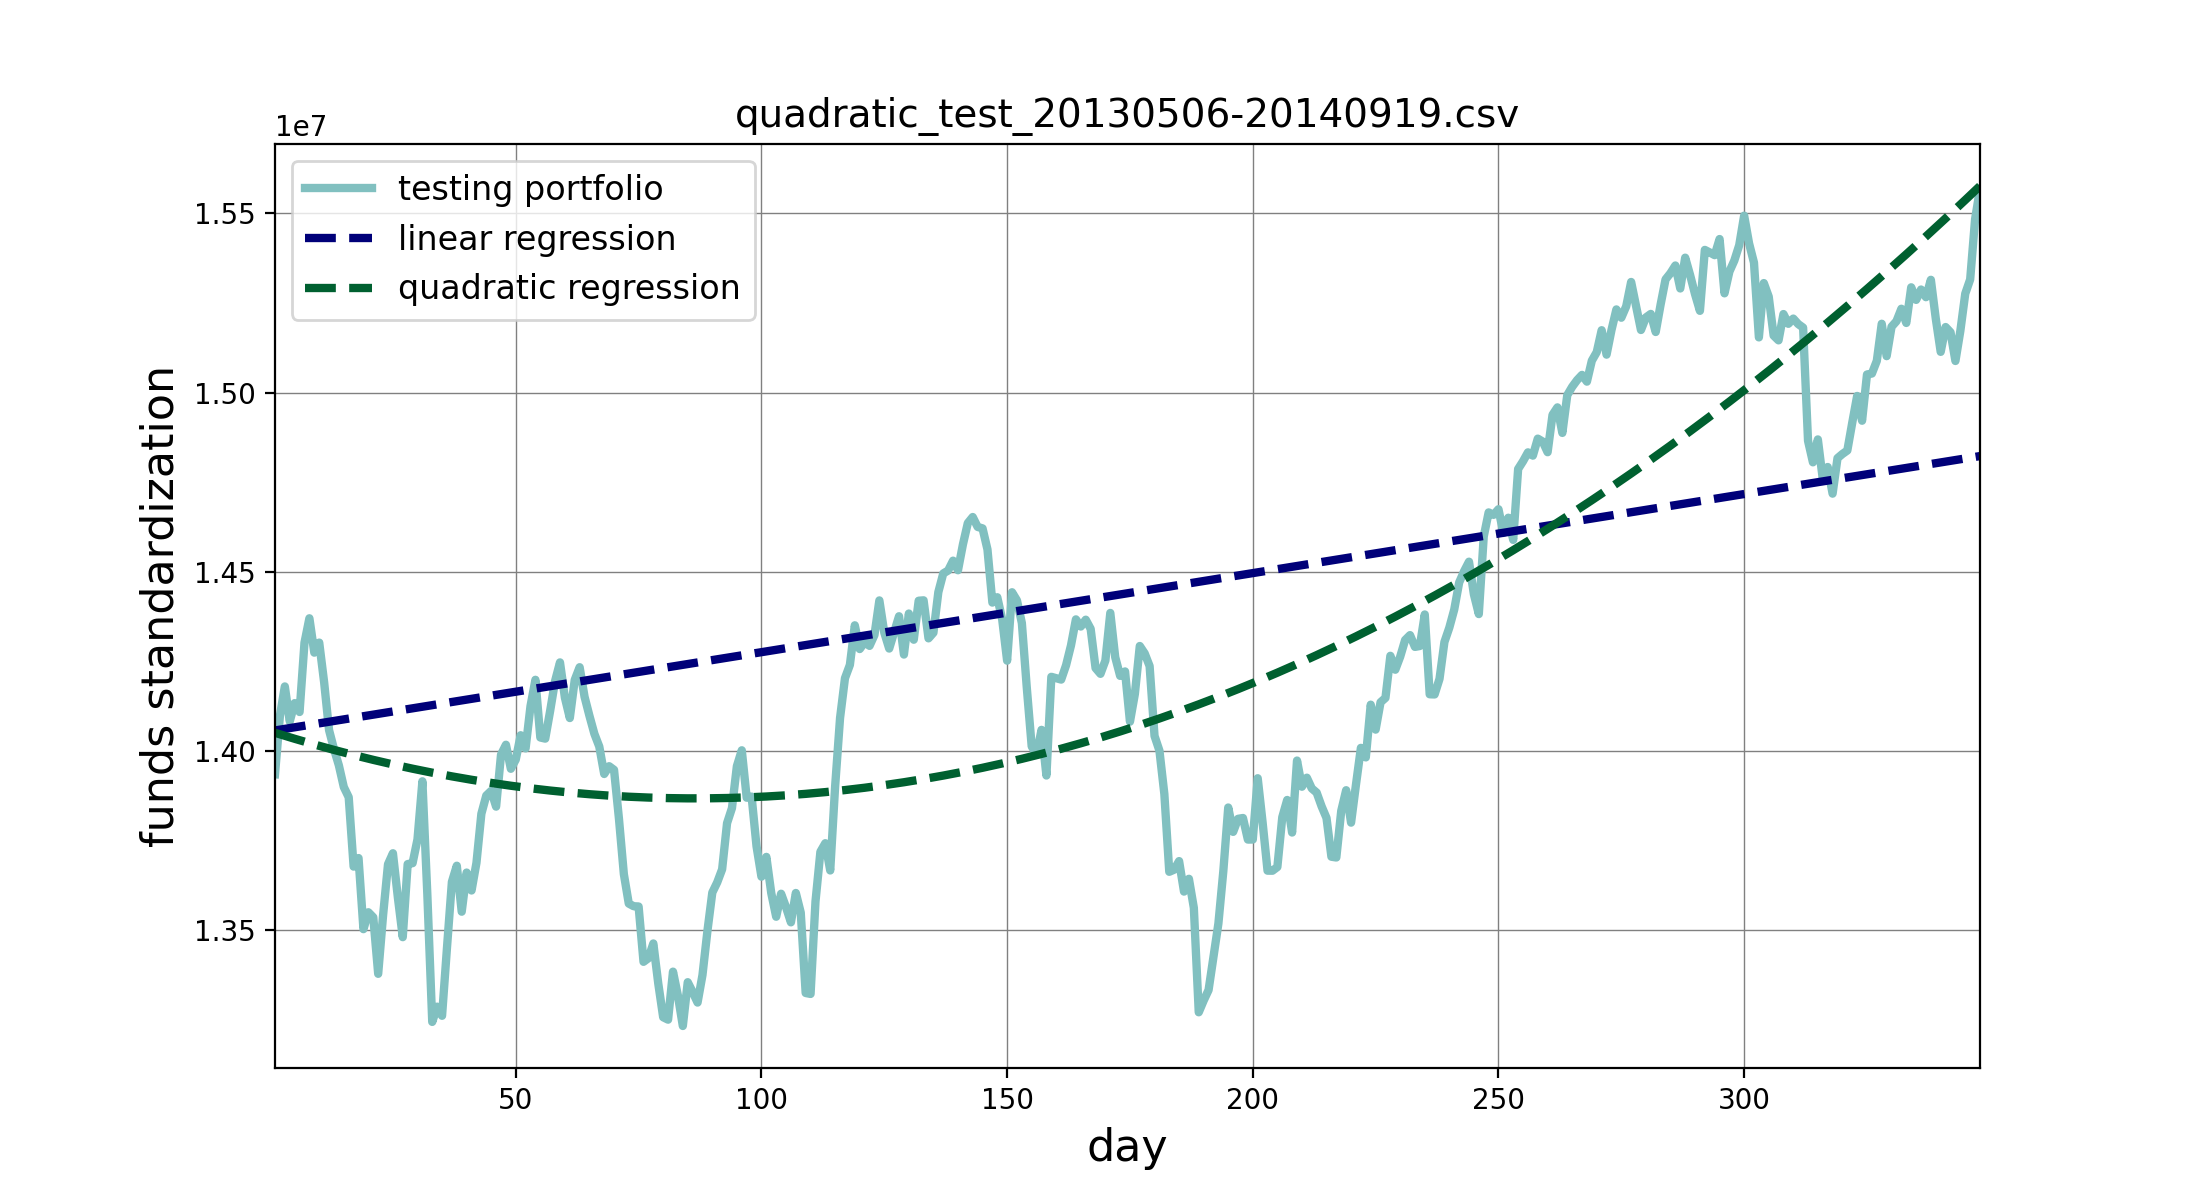 quadratic_test_20130506-20140919.csv
1e7
testing portfolio
linear regression
quadratic regression
1.55
1.50
1.45
1.40
1.35
funds standardization
50 100 150 200 250 300
day